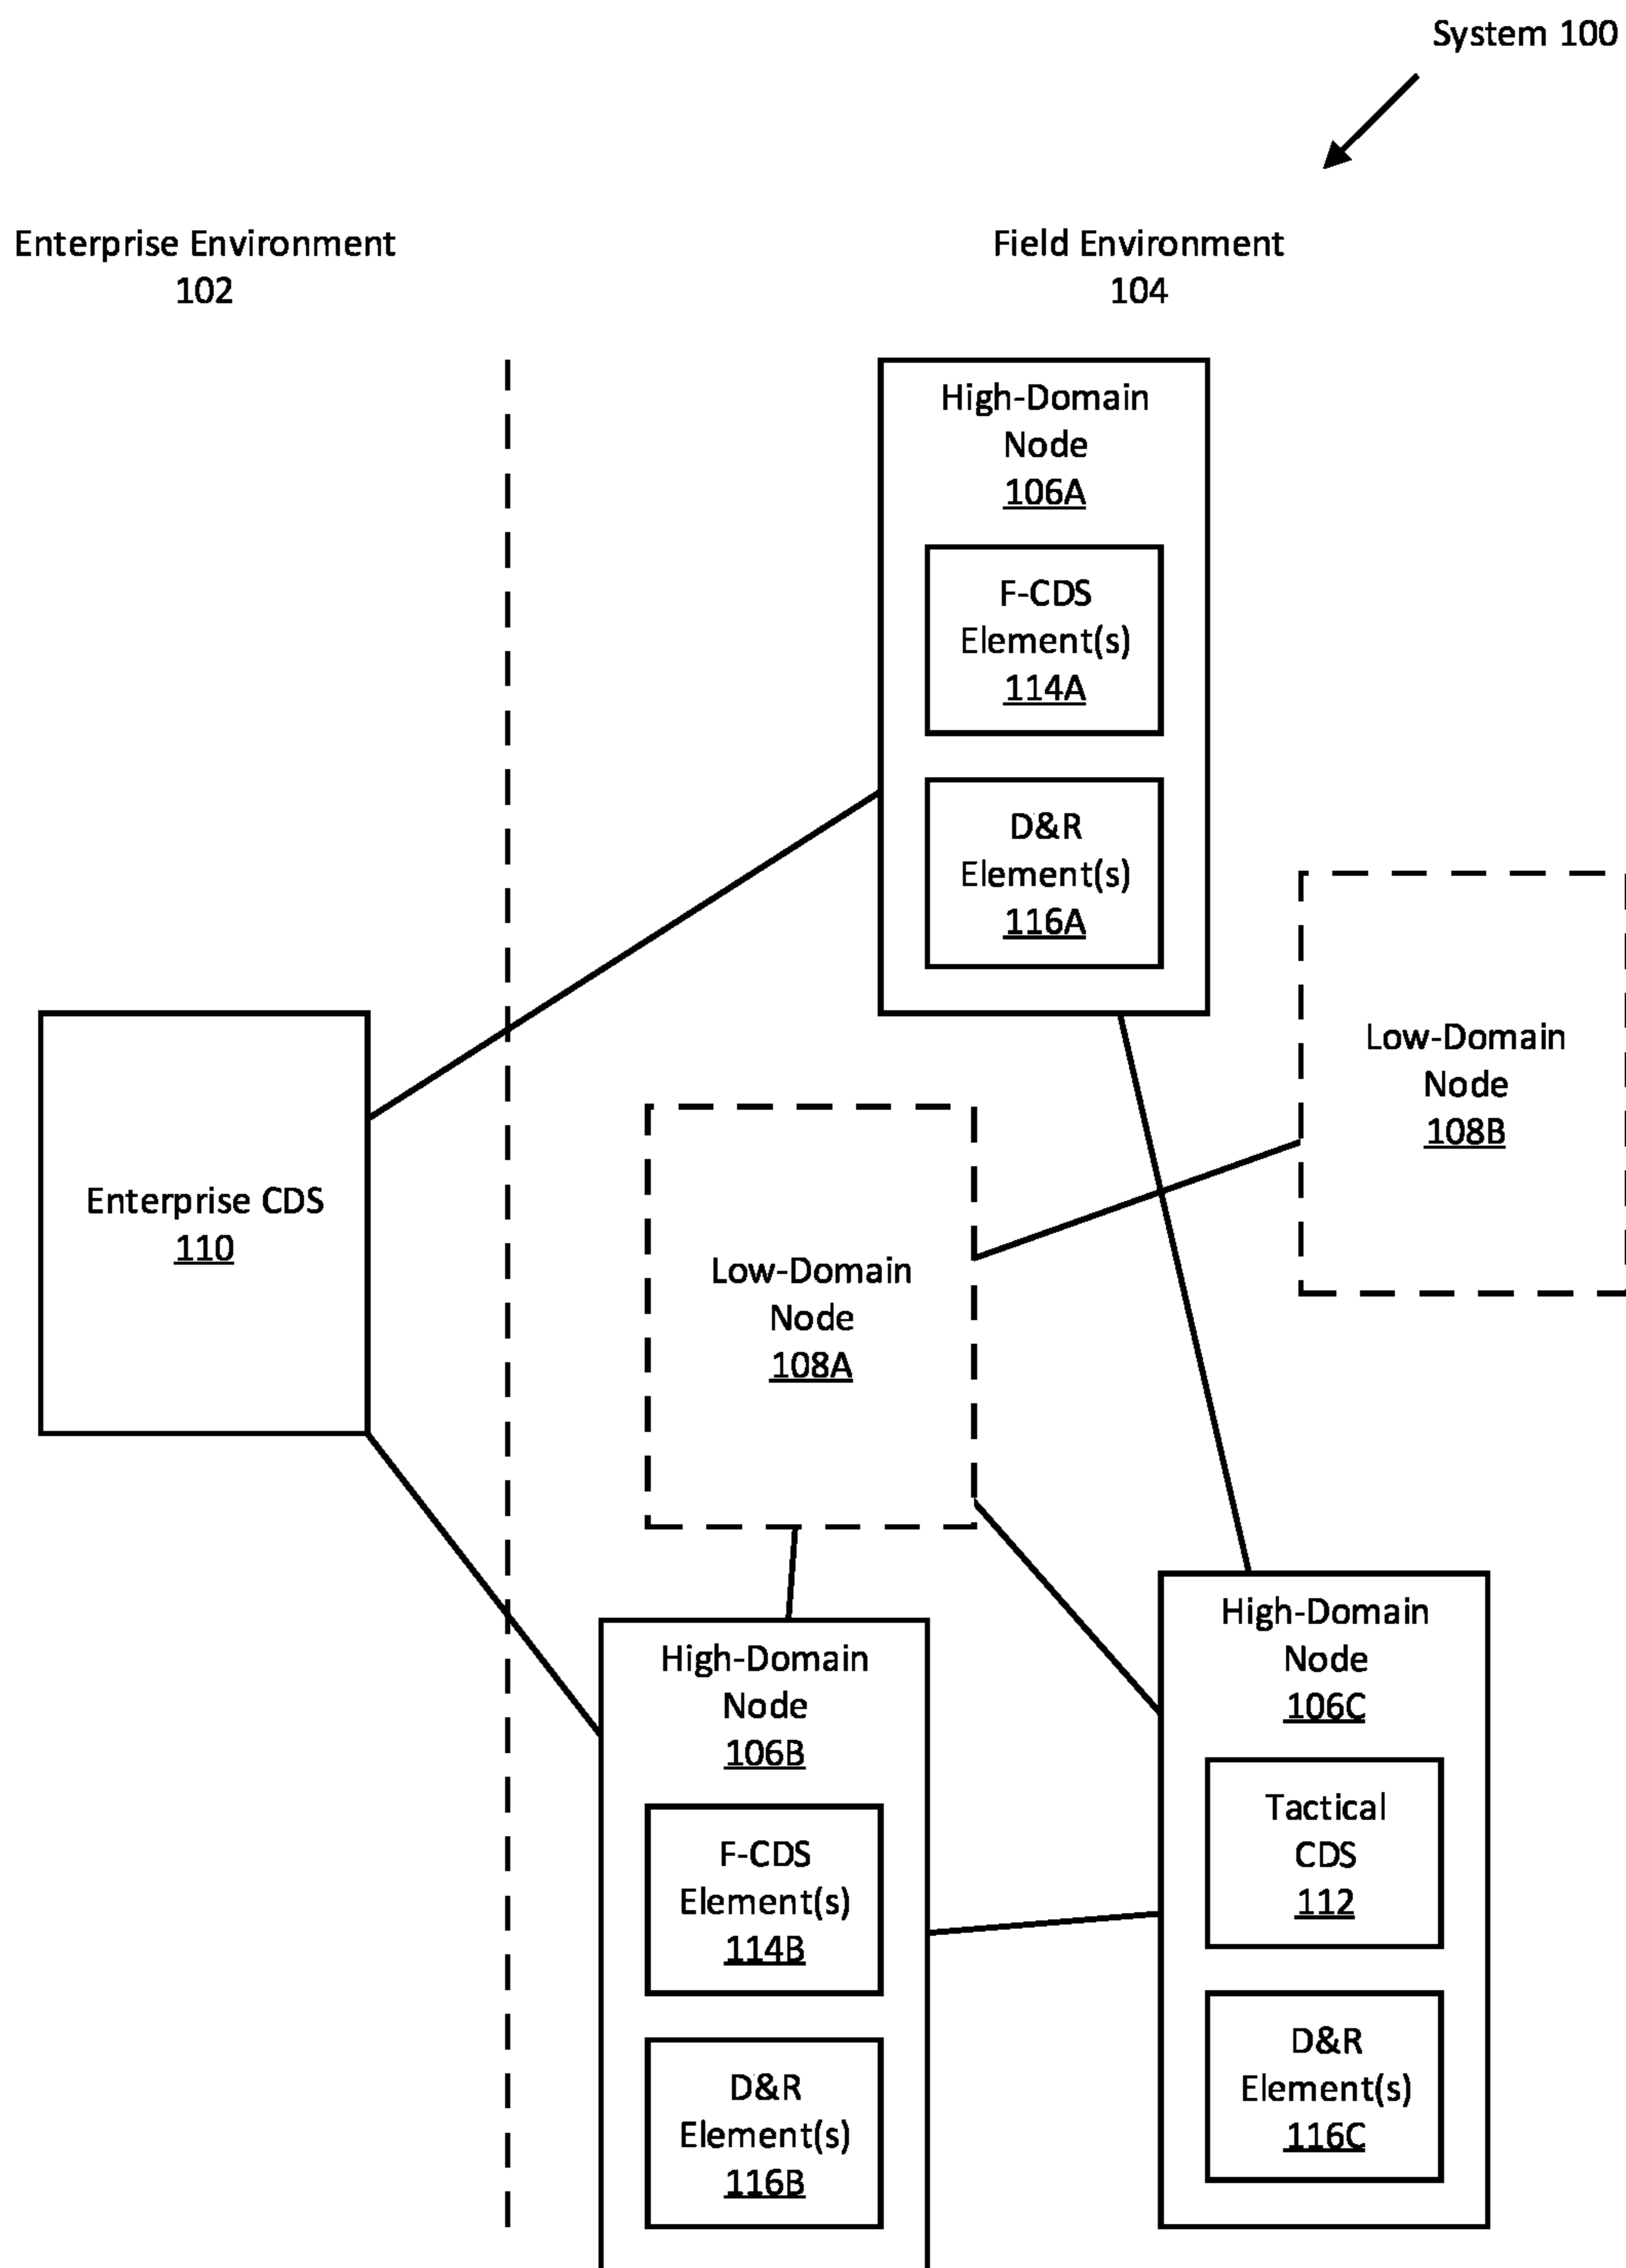 System 100
Enterprise Environment
102
Field Environment
104
High-Domain
Node
106A
F-CDS
Element(s)
114A
D&R
Element(s)
116A
Low-Domain
Node
108B
Enterprise CDS
110
Low-Domain
Node
108A
High-Domain
Node
106B
F-CDS
Element(s)
114B
D&R
Element(s)
116B
High-Domain
Node
106C
Tactical
CDS
112
D&R
Element(s)
116C